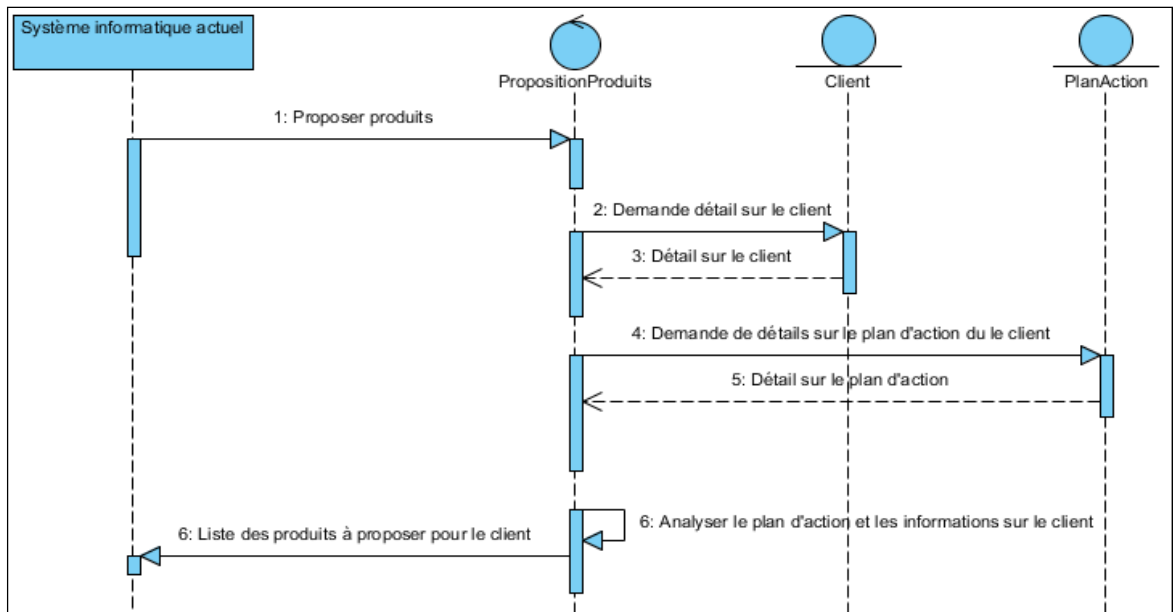 Système informatique actuel
PropositionProduits
Client
PlanAction
1: Proposer produits
2: Demande détail sur le client
3: Détail sur le client
4: Demande de détails sur le plan d'action du le client
5: Détail sur le plan d'action
6: Analyser le plan d'action et les informations sur le client
6: Liste des produits à proposer pour le client